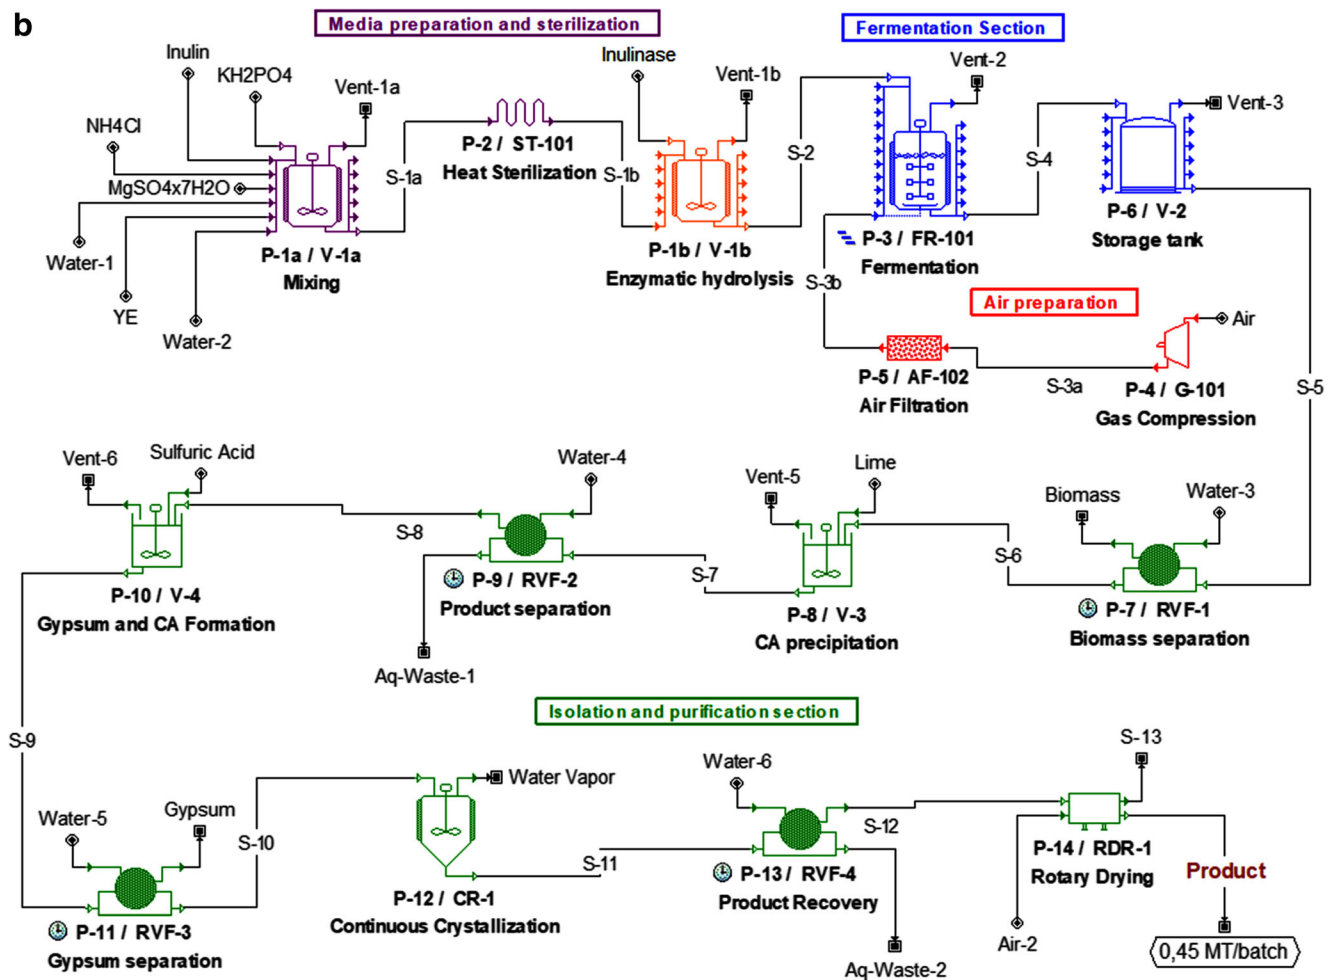 b
Media preparation and sterilization
Fermentation Section
Inulin
KH2PO4
Vent-1a
NH4Cl
MgSO4x7H2O
Water-1
YE
Water-2
P-1a / V-1a
Mixing
S-1a
P-2 / ST-101
Heat Sterilization
S-1b
Inulinase
Vent-1b
P-1b / V-1b
Enzymatic hydrolysis
S-2
Vent-2
P-3 / FR-101
Fermentation
S-3b
S-4
Vent-3
P-6 / V-2
Storage tank
Air preparation
Air
P-5 / AF-102
Air Filtration
S-3a
P-4 / G-101
Gas Compression
S-5
Vent-6
Sulfuric Acid
P-10 / V-4
Gypsum and CA Formation
S-8
Water-4
P-9 / RVF-2
Product separation
Aq-Waste-1
S-7
Vent-5
Lime
P-8 / V-3
CA precipitation
S-6
Biomass
Water-3
P-7 / RVF-1
Biomass separation
Isolation and purification section
S-9
Water-5
Gypsum
P-11 / RVF-3
Gypsum separation
S-10
Water Vapor
P-12 / CR-1
Continuous Crystallization
S-11
Water-6
P-13 / RVF-4
Product Recovery
S-12
Aq-Waste-2
S-13
P-14 / RDR-1
Rotary Drying
Air-2
Product
0,45 MT/batch